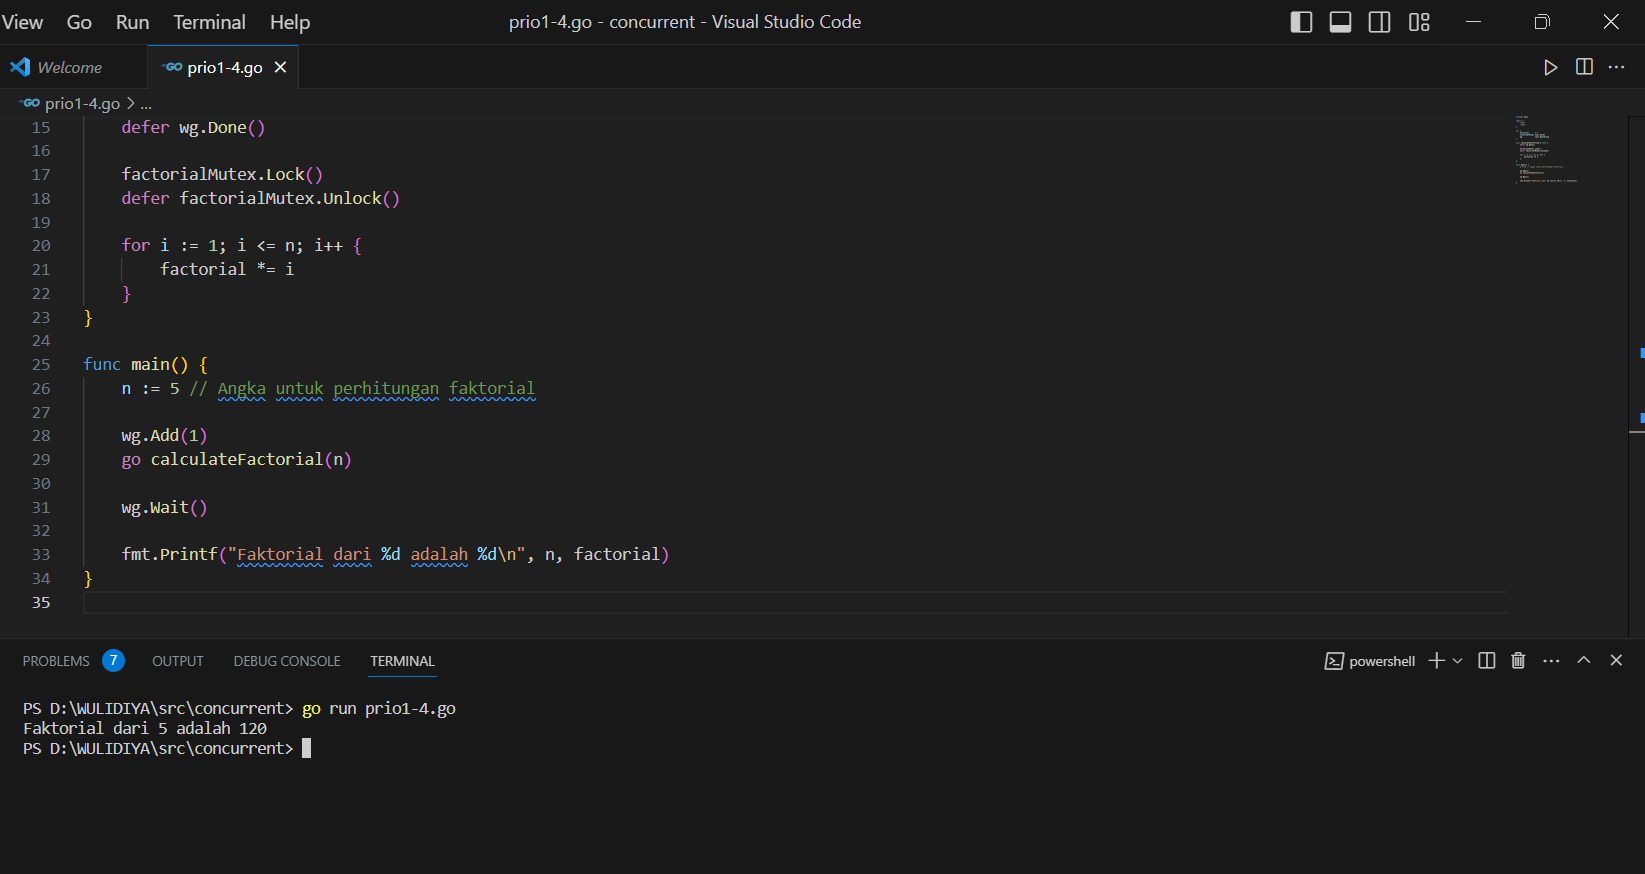 View Go Run Terminal Help prio1-4.go - concurrent - Visual Studio Code
Welcome prio1-4.go
GO prio1-4.go > ...
15 defer wg.Done()
16
17 factorialMutex.Lock()
18 defer factorialMutex.Unlock()
19
20 for i := 1; i <= n; i++ {
21 factorial *= i
22 }
23 }
24
25 func main() {
26 n := 5 // Angka untuk perhitungan faktorial
27
28 wg.Add(1)
29 go calculateFactorial(n)
30
31 wg.Wait()
32
33 fmt.Printf("Faktorial dari %d adalah %d\n", n, factorial)
34 }
35
PROBLEMS 7 OUTPUT DEBUG CONSOLE TERMINAL powershell
PS D:\WULIDIYA\src\concurrent> go run prio1-4.go
Faktorial dari 5 adalah 120
PS D:\WULIDIYA\src\concurrent>